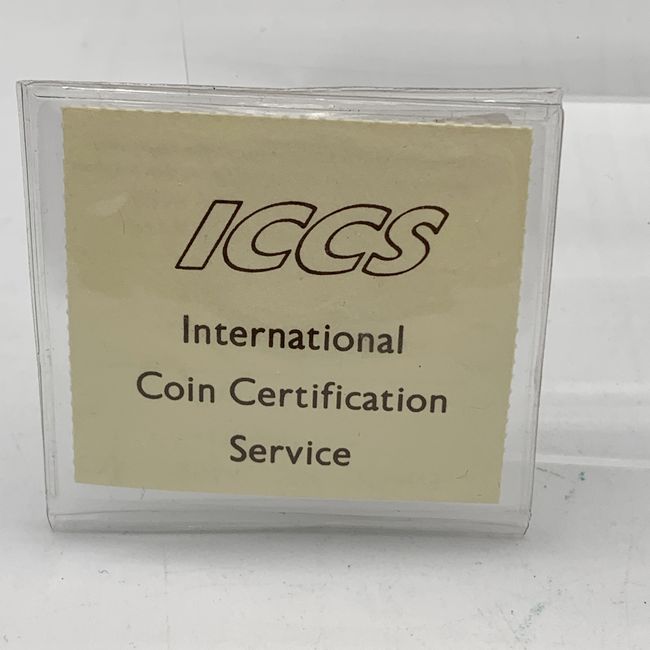 ICCS
International
Coin Certification
Service